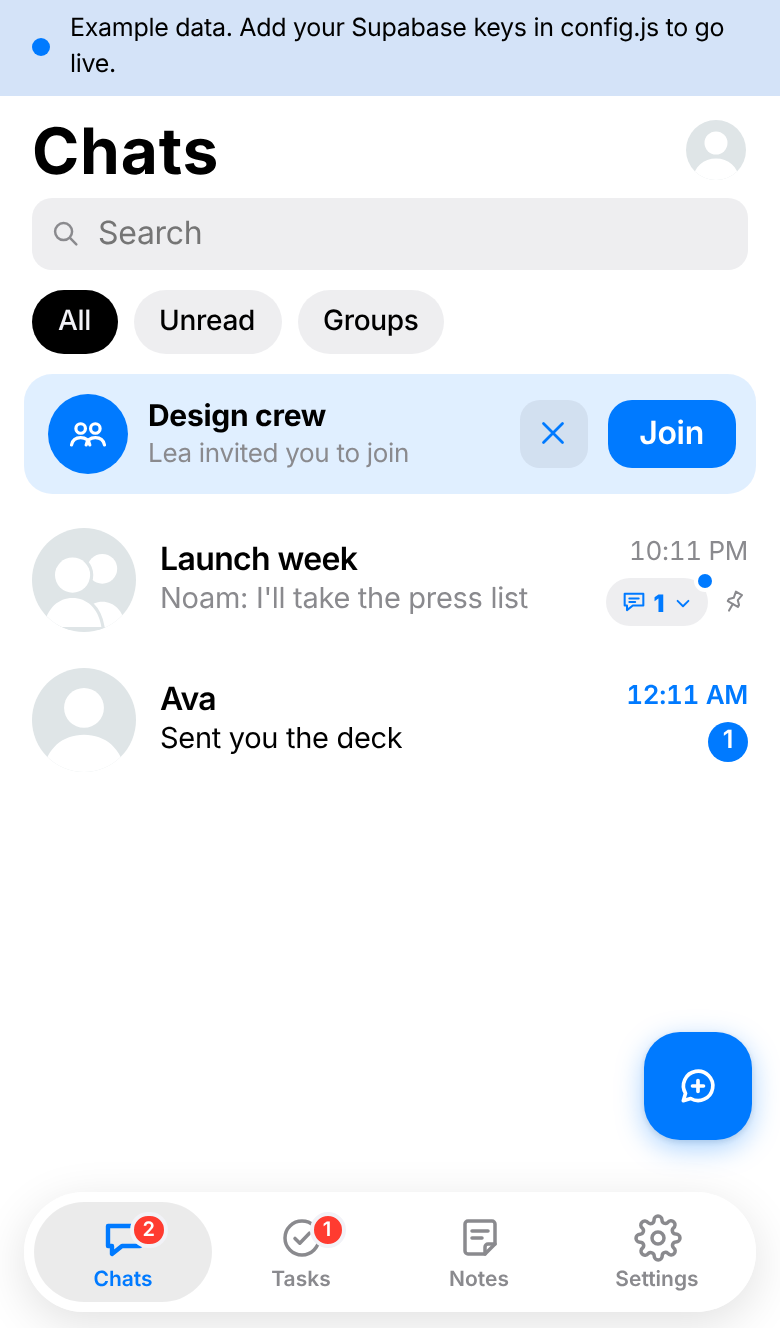 Example data. Add your Supabase keys in config.js to go
live.
Chats
Search
All
Unread
Groups
Design crew
Lea invited you to join
Join
Launch week
10:11 PM
Noam: I'll take the press list
1
Ava
12:11 AM
Sent you the deck
1
2
1
Chats
Tasks
Notes
Settings